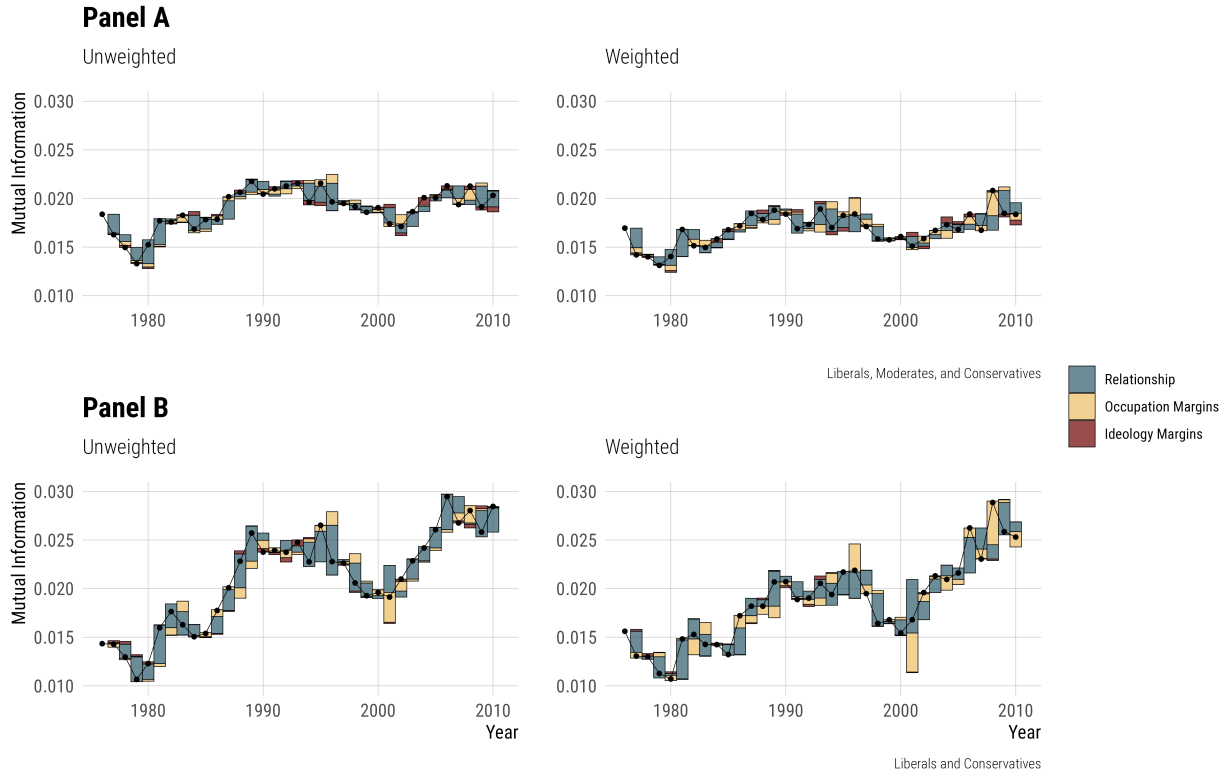 Panel A
Unweighted
Weighted
Mutual Information
0.030
0.025
0.020
0.015
0.010
1980
1990
2000
2010
0.030
0.025
0.020
0.015
0.010
1980
1990
2000
2010
Liberals, Moderates, and Conservatives
Relationship
Occupation Margins
Ideology Margins
Panel B
Unweighted
Weighted
Mutual Information
0.030
0.025
0.020
0.015
0.010
1980
1990
2000
2010
Year
0.030
0.025
0.020
0.015
0.010
1980
1990
2000
2010
Year
Liberals and Conservatives